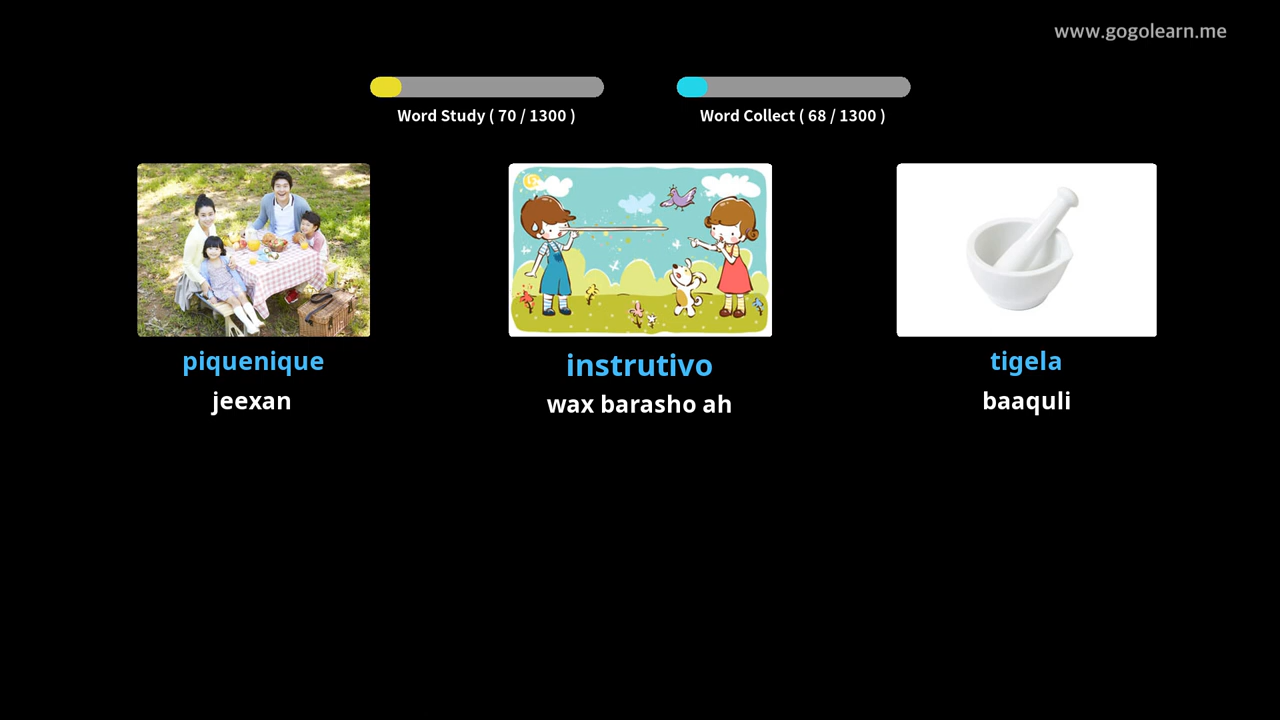 www.gogolearn.me
Word Study ( 70 / 1300 )
Word Collect ( 68 / 1300 )
piquenique
jeexan
instrutivo
wax barasho ah
tigela
baaquli